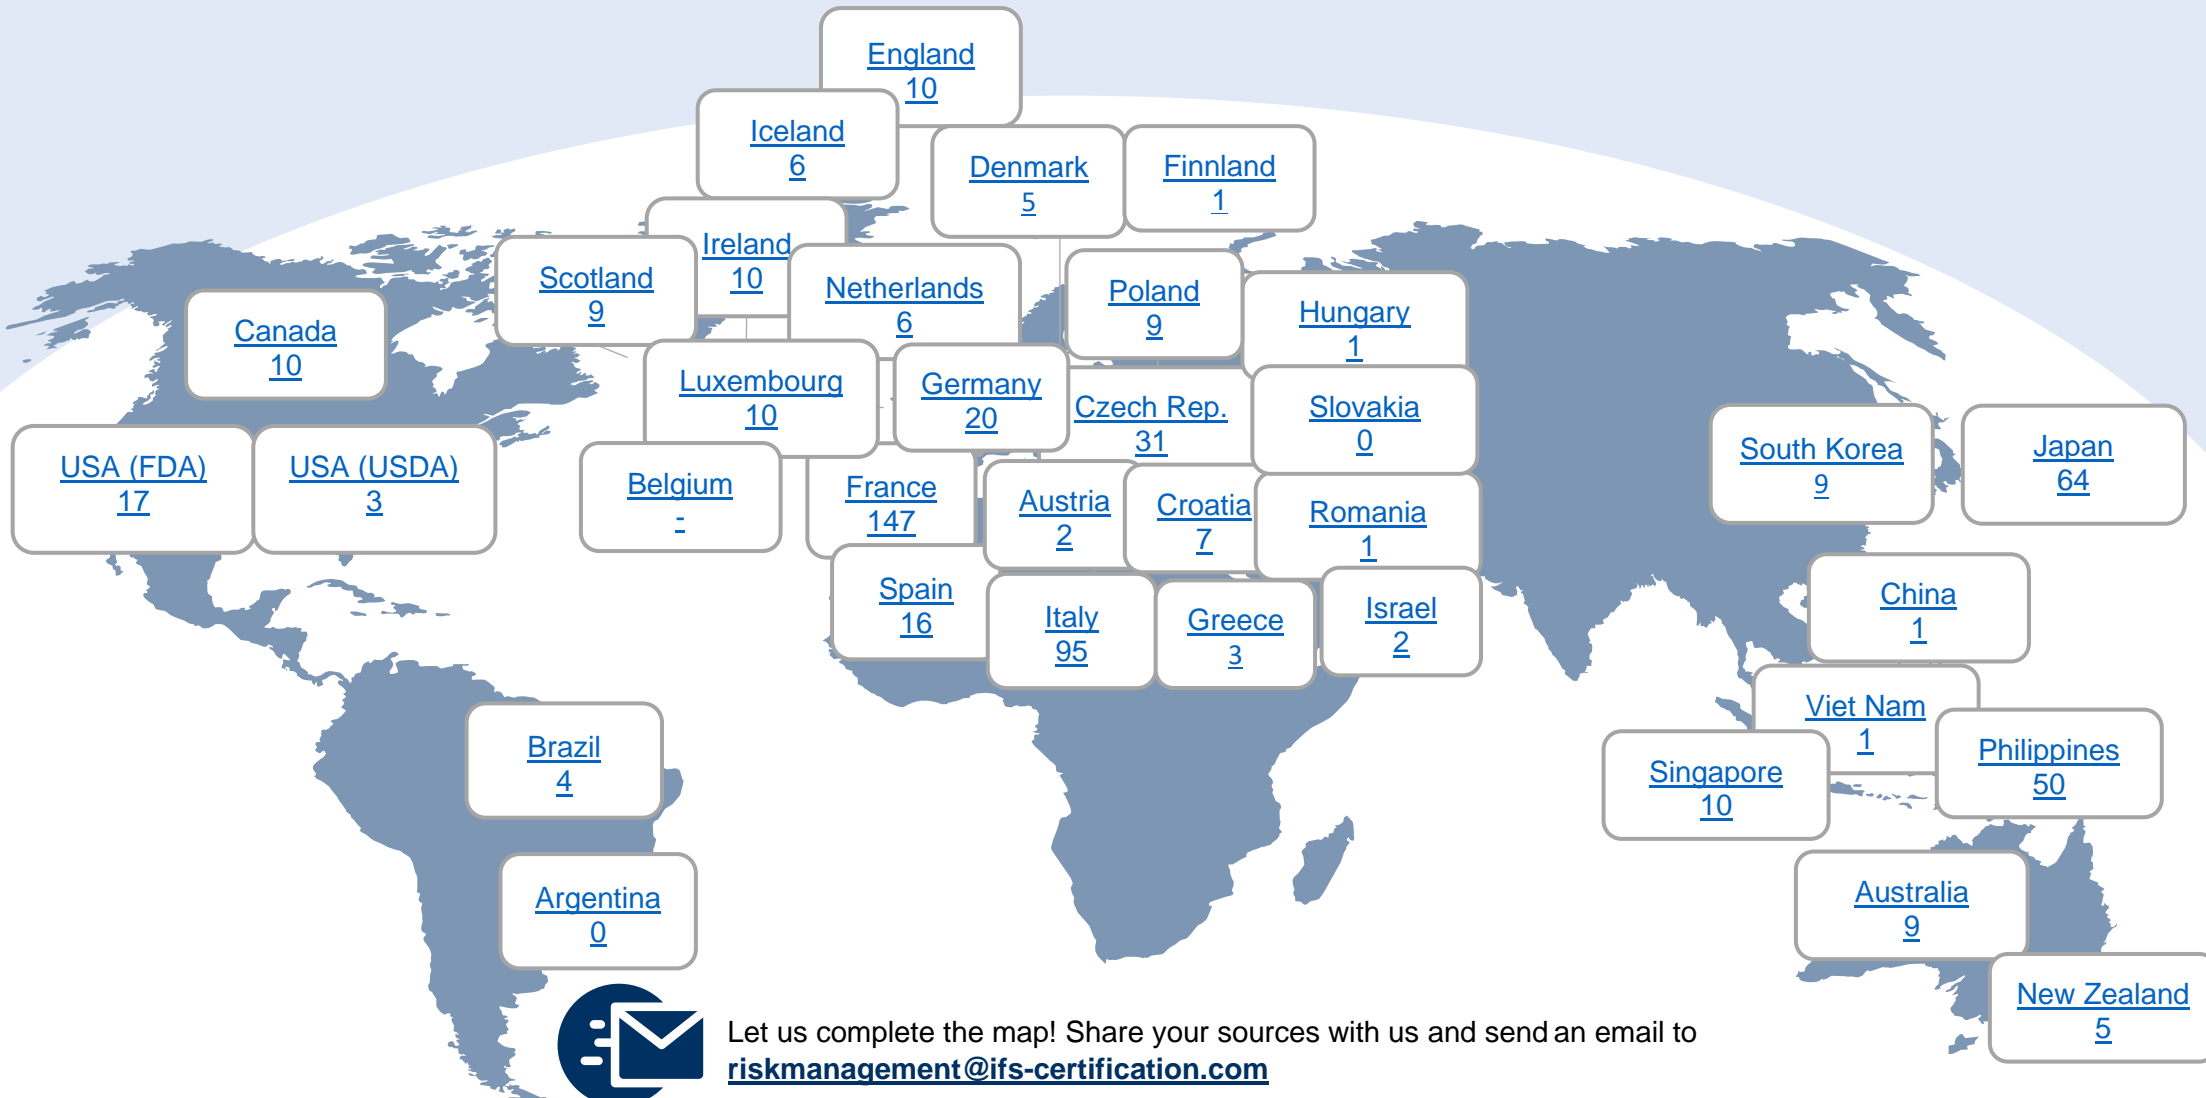 England
10
Iceland
6
Denmark
5
Finnland
1
Ireland
10
Scotland
9
Netherlands
6
Poland
9
Hungary
1
Canada
10
Luxembourg
10
Germany
20
Czech Rep.
31
Slovakia
0
USA (FDA)
17
USA (USDA)
3
Belgium
-
France
147
Austria
2
Croatia
7
Romania
1
South Korea
9
Japan
64
Spain
16
Italy
95
Greece
3
Israel
2
China
1
Viet Nam
1
Philippines
50
Singapore
10
Brazil
4
Argentina
0
Australia
9
New Zealand
5
Let us complete the map! Share your sources with us and send an email to
riskmanagement@ifs-certification.com